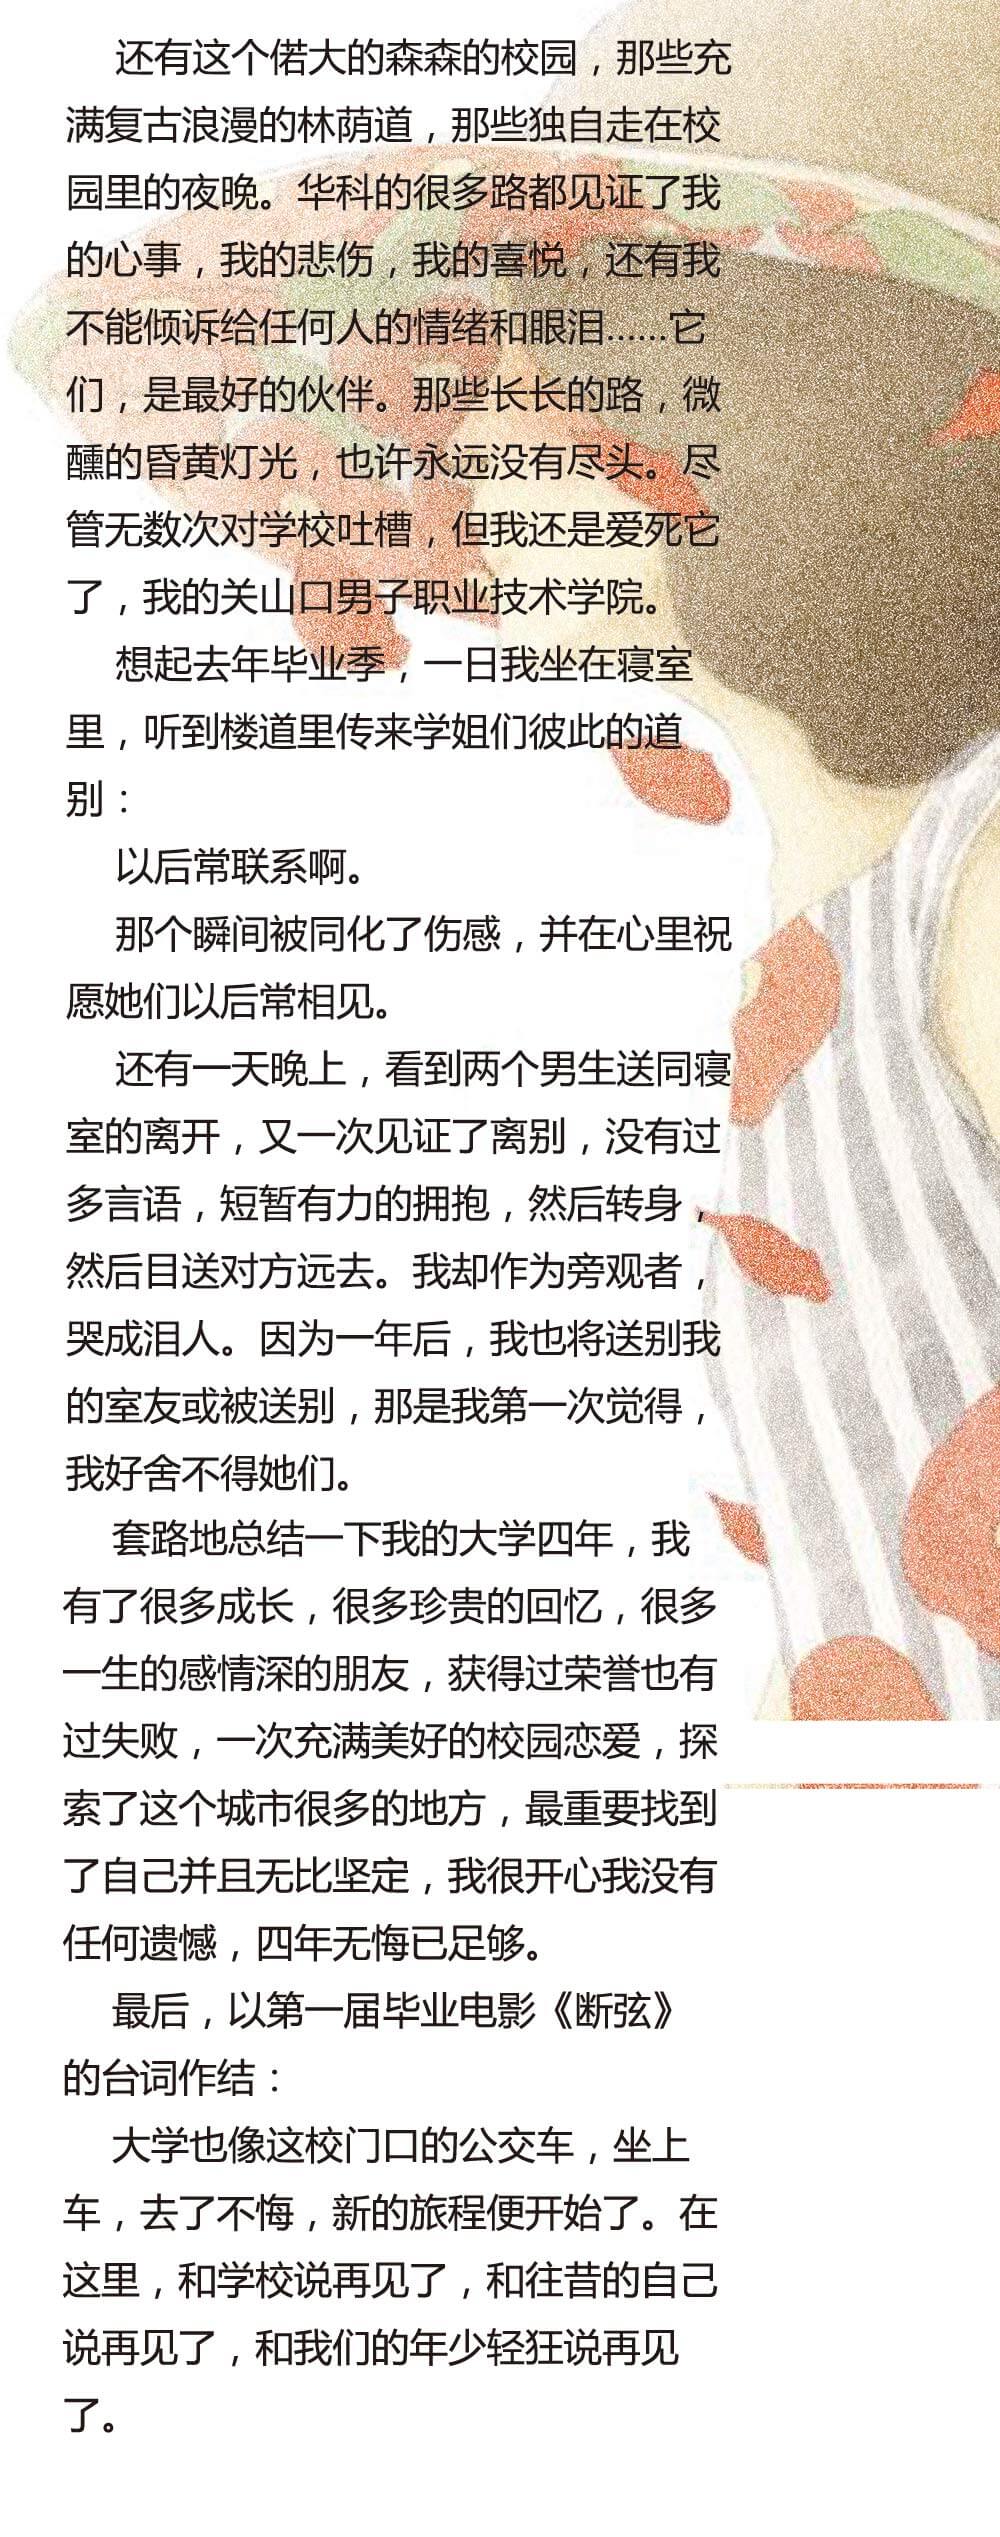 还有这个偌大的森森的校园，那些充
满复古浪漫的林荫道，那些独自走在校
园里的夜晚。华科的很多路都见证了我
的心事，我的悲伤，我的喜悦，还有我
不能倾诉给任何人的情绪和眼泪……它
们，是最好的伙伴。那些长长的路，微
醺的昏黄灯光，也许永远没有尽头。尽
管无数次对学校吐槽，但我还是爱死它
了，我的关山口男子职业技术学院。
想起去年毕业季，一日我坐在寝室
里，听到楼道里传来学姐们彼此的道
别：
以后常联系啊。
那个瞬间被同化了伤感，并在心里祝
愿她们以后常相见。
还有一天晚上，看到两个男生送同寝
室的离开，又一次见证了离别，没有过
多言语，短暂有力的拥抱，然后转身，
然后目送对方远去。我却作为旁观者，
哭成泪人。因为一年后，我也将送别我
的室友或被送别，那是我第一次觉得，
我好舍不得她们。
套路地总结一下我的大学四年，我
有了很多成长，很多珍贵的回忆，很多
一生的感情深的朋友，获得过荣誉也有
过失败，一次充满美好的校园恋爱，探
索了这个城市很多的地方，最重要找到
了自己并且无比坚定，我很开心我没有
任何遗憾，四年无悔已足够。
最后，以第一届毕业电影《断弦》
的台词作结：
大学也像这校门口的公交车，坐上
车，去了不悔，新的旅程便开始了。在
这里，和学校说再见了，和往昔的自己
说再见了，和我们的年少轻狂说再见
了。